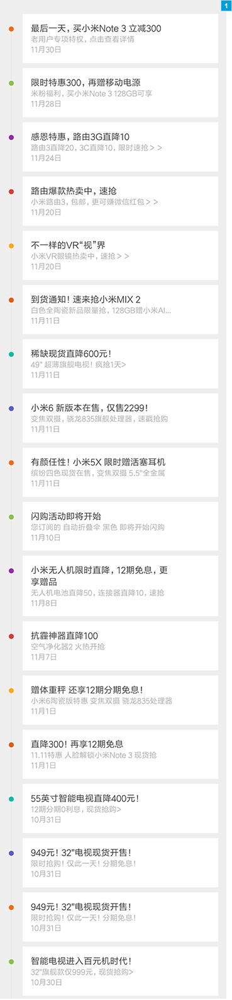 1
最后一天，买小米Note 3 立减300
老用户专项特权，点击查看详情
11月30日
限时特惠300，再赠移动电源
米粉福利，买小米Note 3 128GB可享
11月28日
感恩特惠，路由3G直降10
路由3直降20，3C直降10，限时速抢＞＞
11月24日
路由爆款热卖中，速抢
小米路由3，包邮，更可赚微信红包＞＞
11月20日
不一样的VR“视”界
小米VR眼镜热卖中，速抢＞＞
11月20日
到货通知！速来抢小米MIX 2
白色全陶瓷新品限量抢，128GB赠小米AI...
11月11日
稀缺现货直降600元！
49" 超薄旗舰电视！疯抢1天>
11月11日
小米6 新版本在售，仅售2299！
变焦双摄，骁龙835旗舰处理器，速戳抢购
11月11日
有颜任性！小米5X 限时赠活塞耳机
缤纷四色现货在售，变焦双摄 5.5"全金属
11月11日
闪购活动即将开始
您订阅的 自动折叠伞 黑色 即将开始闪购
11月10日
小米无人机限时直降，12期免息，更
享赠品
无人机电池直降50，连接器直降10，速抢
11月8日
抗霾神器直降100
空气净化器2 火热开抢
11月7日
赠体重秤 还享12期分期免息！
小米6陶瓷版特惠 变焦双摄 骁龙835处理器
11月1日
直降300！再享12期免息
11.11特惠 人脸解锁小米Note 3 现货抢
11月1日
55英寸智能电视直降400元！
12期分期0利息，现货抢购>
10月31日
949元！32"电视现货开售！
限时抢购！仅此一天！分期免息！
10月31日
949元！32"电视现货开售！
限时抢购！仅此一天！分期免息！
10月31日
智能电视进入百元机时代！
32"旗舰款仅999元，现货抢购>
10月30日